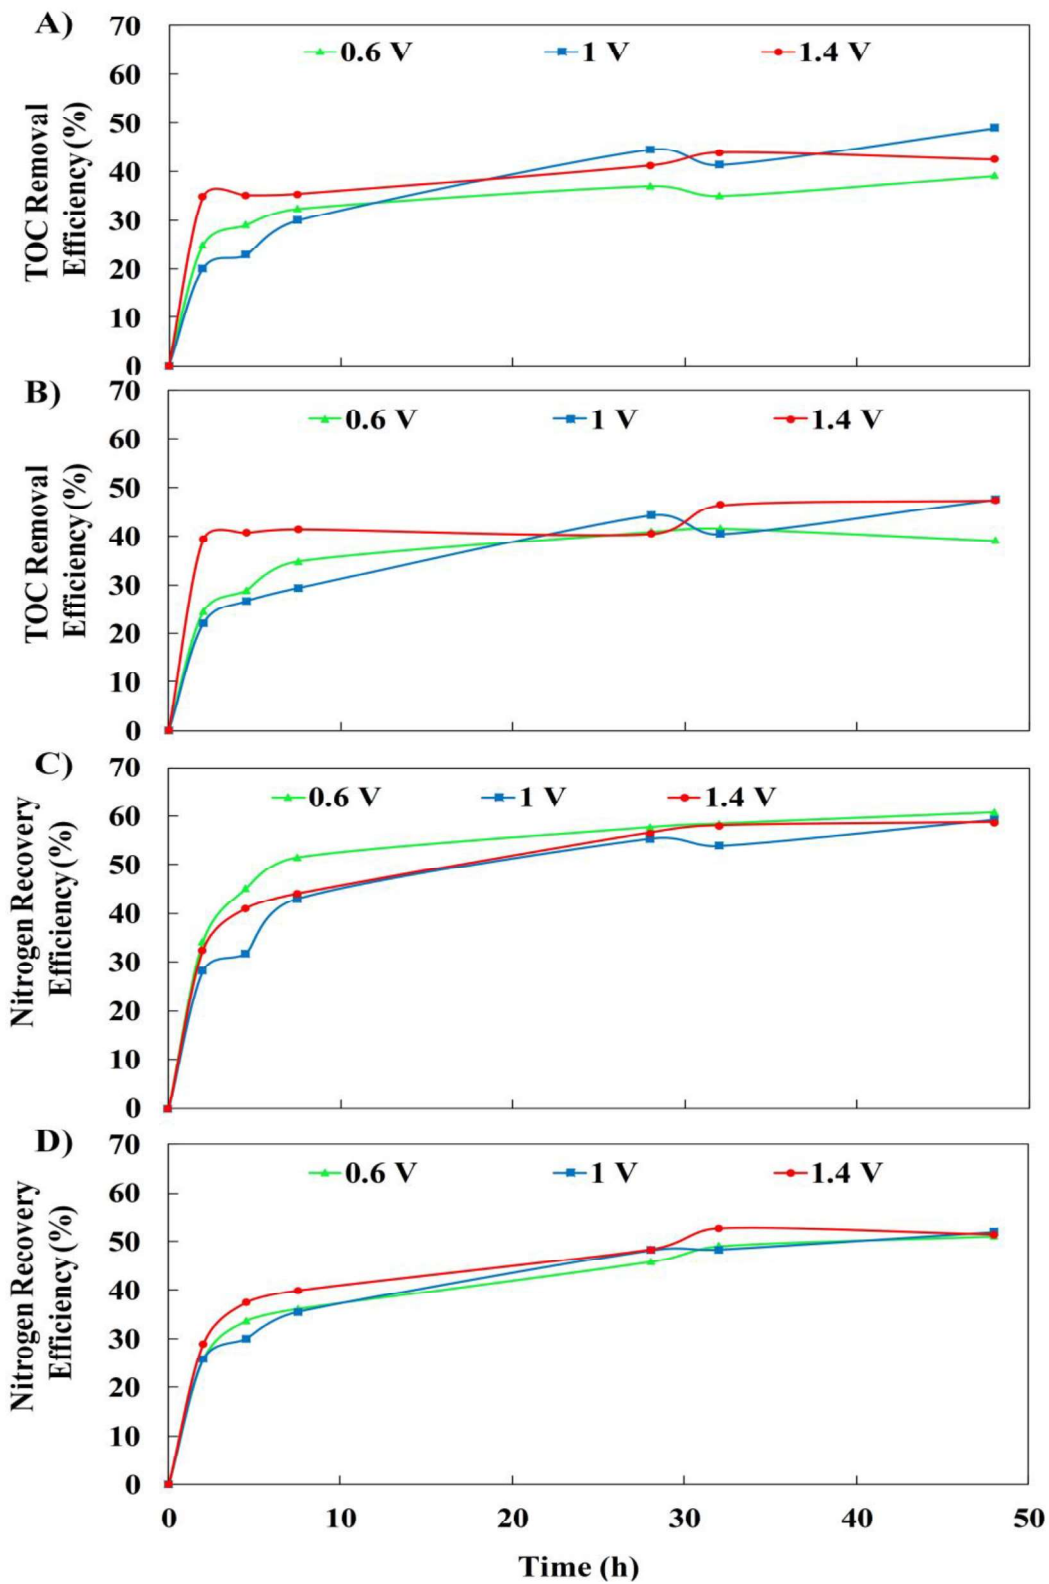 A)
0.6 V 1 V 1.4 V
TOC Removal
Efficiency (%)
70
60
50
40
30
20
10
0
B)
0.6 V 1 V 1.4 V
TOC Removal
Efficiency (%)
70
60
50
40
30
20
10
0
C)
0.6 V 1 V 1.4 V
Nitrogen Recovery
Efficiency (%)
70
60
50
40
30
20
10
0
D)
0.6 V 1 V 1.4 V
Nitrogen Recovery
Efficiency (%)
70
60
50
40
30
20
10
0
0 10 20 30 40 50
Time (h)